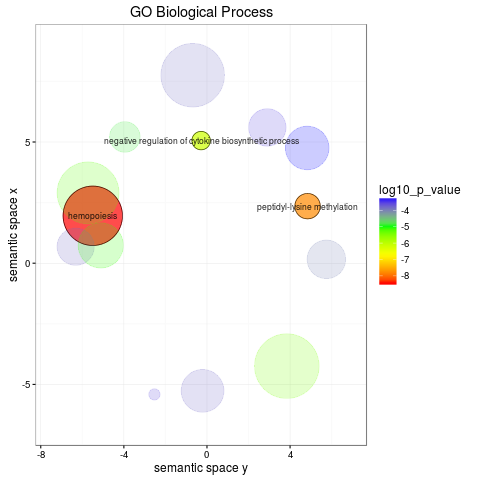 GO Biological Process
semantic space x
5
0
-5
negative regulation of cytokine biosynthetic process
peptidyl-lysine methylation
hemopoiesis
-8
-4
0
4
semantic space y
log10_p_value
-4
-5
-6
-7
-8